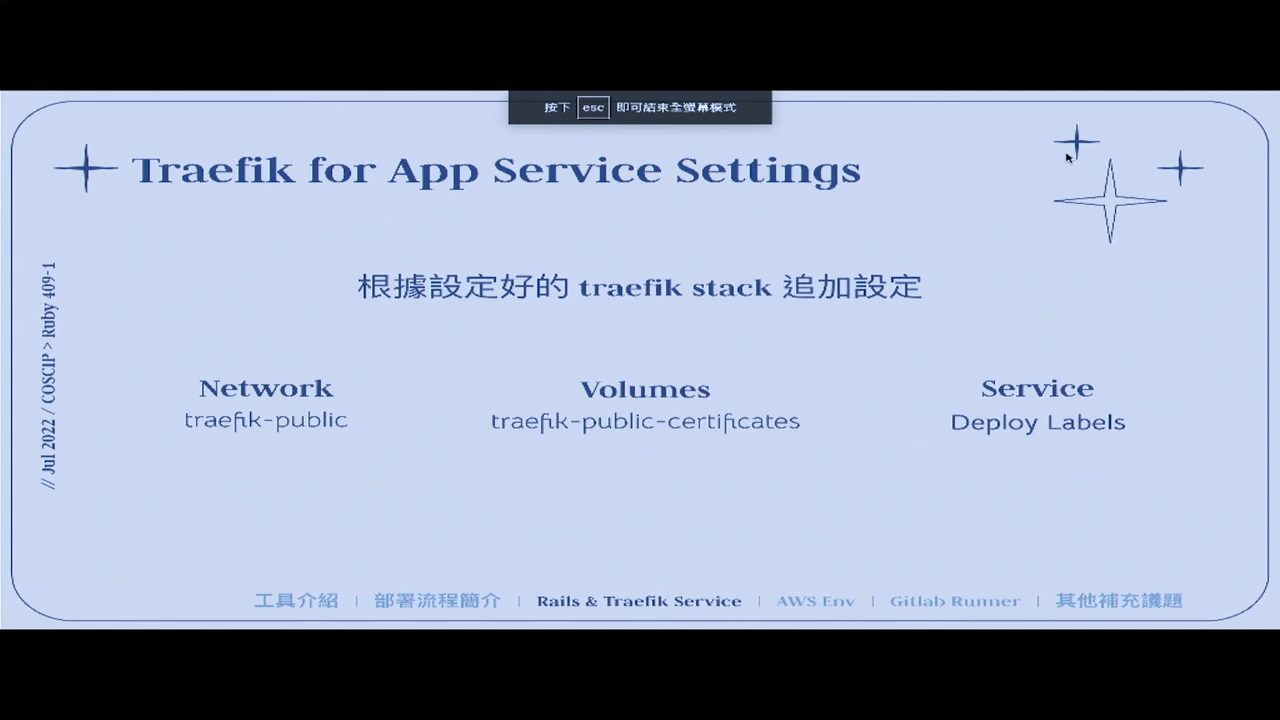 按下 esc 即可結束全螢幕模式
Traefik for App Service Settings
// Jul 2022 / COSCIP > Ruby 409-1
根據設定好的 traefik stack 追加設定
Network
traefik-public
Volumes
traefik-public-certificates
Service
Deploy Labels
工具介紹 | 部署流程簡介 | Rails & Traefik Service | AWS Env | Gitlab Runner | 其他補充議題